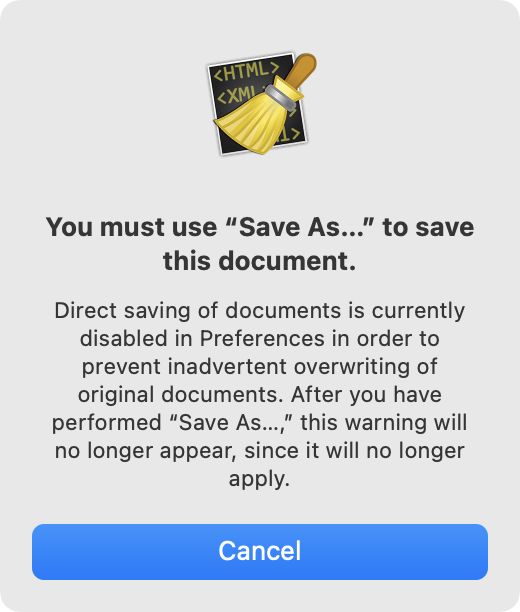 <HTML>
<XML
You must use “Save As...” to save
this document.
Direct saving of documents is currently
disabled in Preferences in order to
prevent inadvertent overwriting of
original documents. After you have
performed “Save As...,” this warning will
no longer appear, since it will no longer
apply.
Cancel